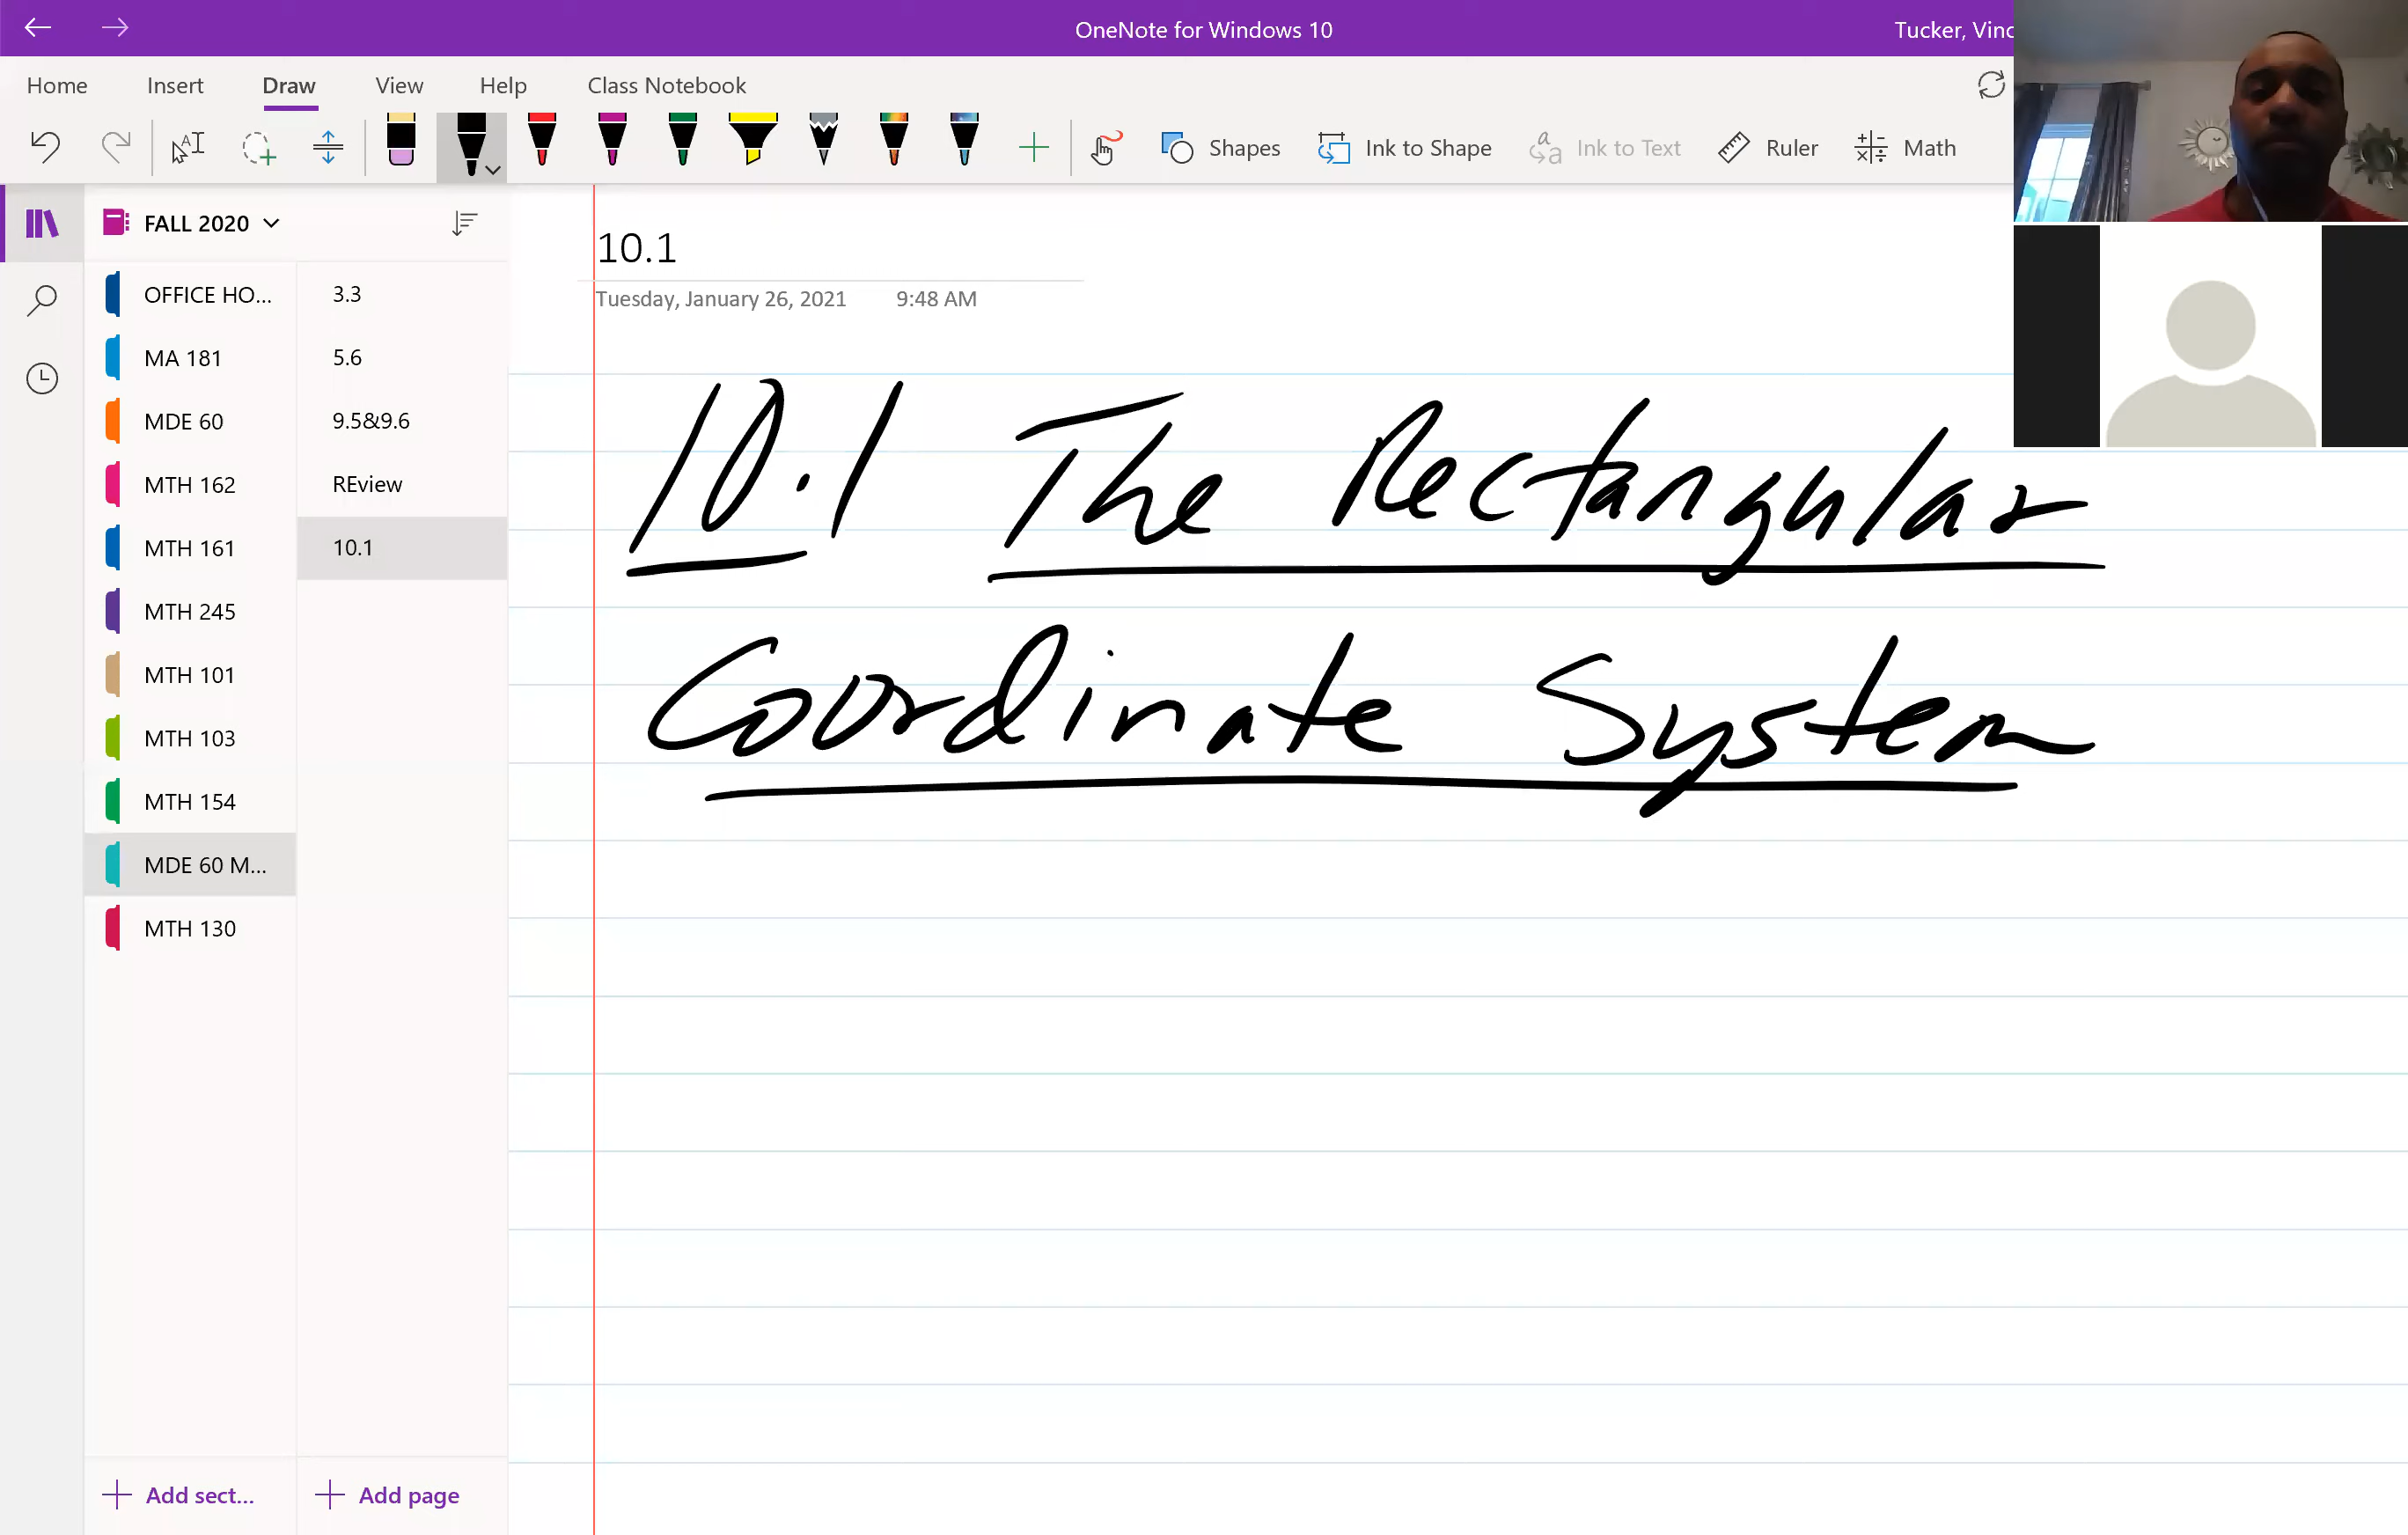 OneNote for Windows 10
Tucker, Vinc
Home Insert Draw View Help Class Notebook
Shapes Ink to Shape Ink to Text Ruler Math
FALL 2020
OFFICE HO...
MA 181
MDE 60
MTH 162
MTH 161
MTH 245
MTH 101
MTH 103
MTH 154
MDE 60 M...
MTH 130
Add sect...
3.3
5.6
9.5&9.6
REview
10.1
Add page
10.1
Tuesday, January 26, 2021 9:48 AM
10.1 The Rectangular
Coordinate System